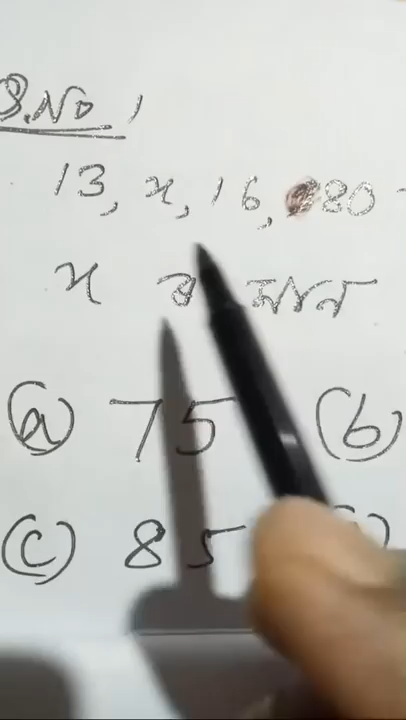 Q.No 1
13, x, 16, 80
x
(a) 75 (b)
(c) 85